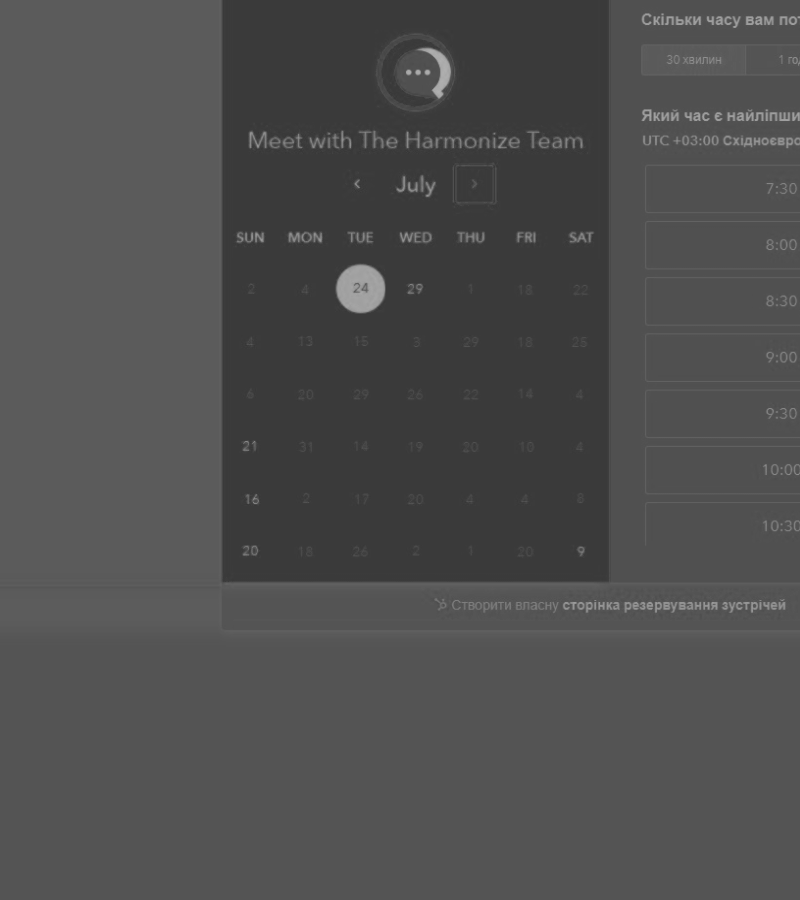 Meet with The Harmonize Team
July
SUN MON TUE WED THU FRI SAT
2 4 24 29 1 18 22
4 13 15 3 29 18 25
6 20 29 26 22 14 4
21 31 14 19 20 10 4
16 2 17 20 4 4 8
20 18 26 2 1 20 9
Скільки часу вам
30 хвилин 1
Який час є
UTC +03:00
7:30
8:00
8:30
9:00
9:30
10:00
10:30
Створити власну сторінка резервування зустрічей